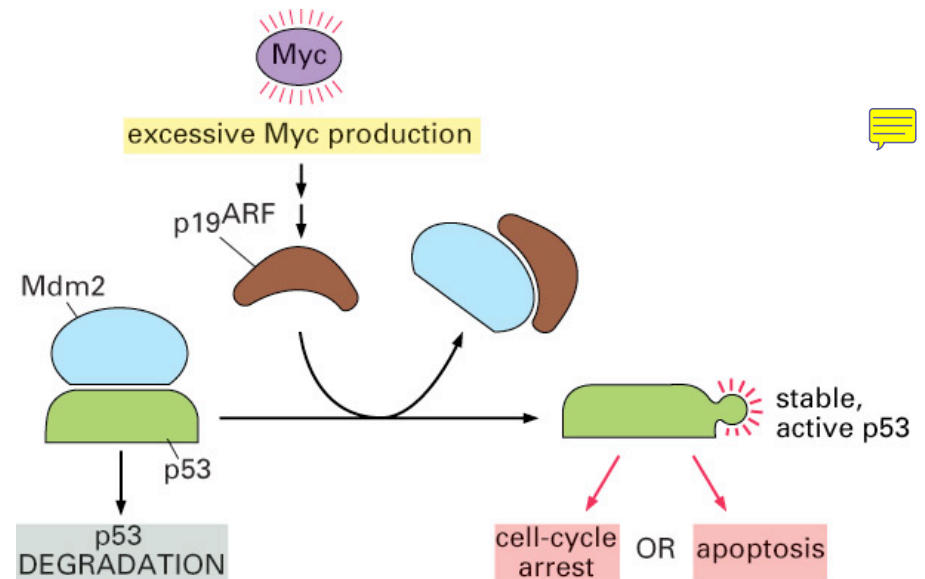 Myc
excessive Myc production
p19ARF
Mdm2
stable,
active p53
p53
p53
DEGRADATION
cell-cycle
arrest
OR
apoptosis